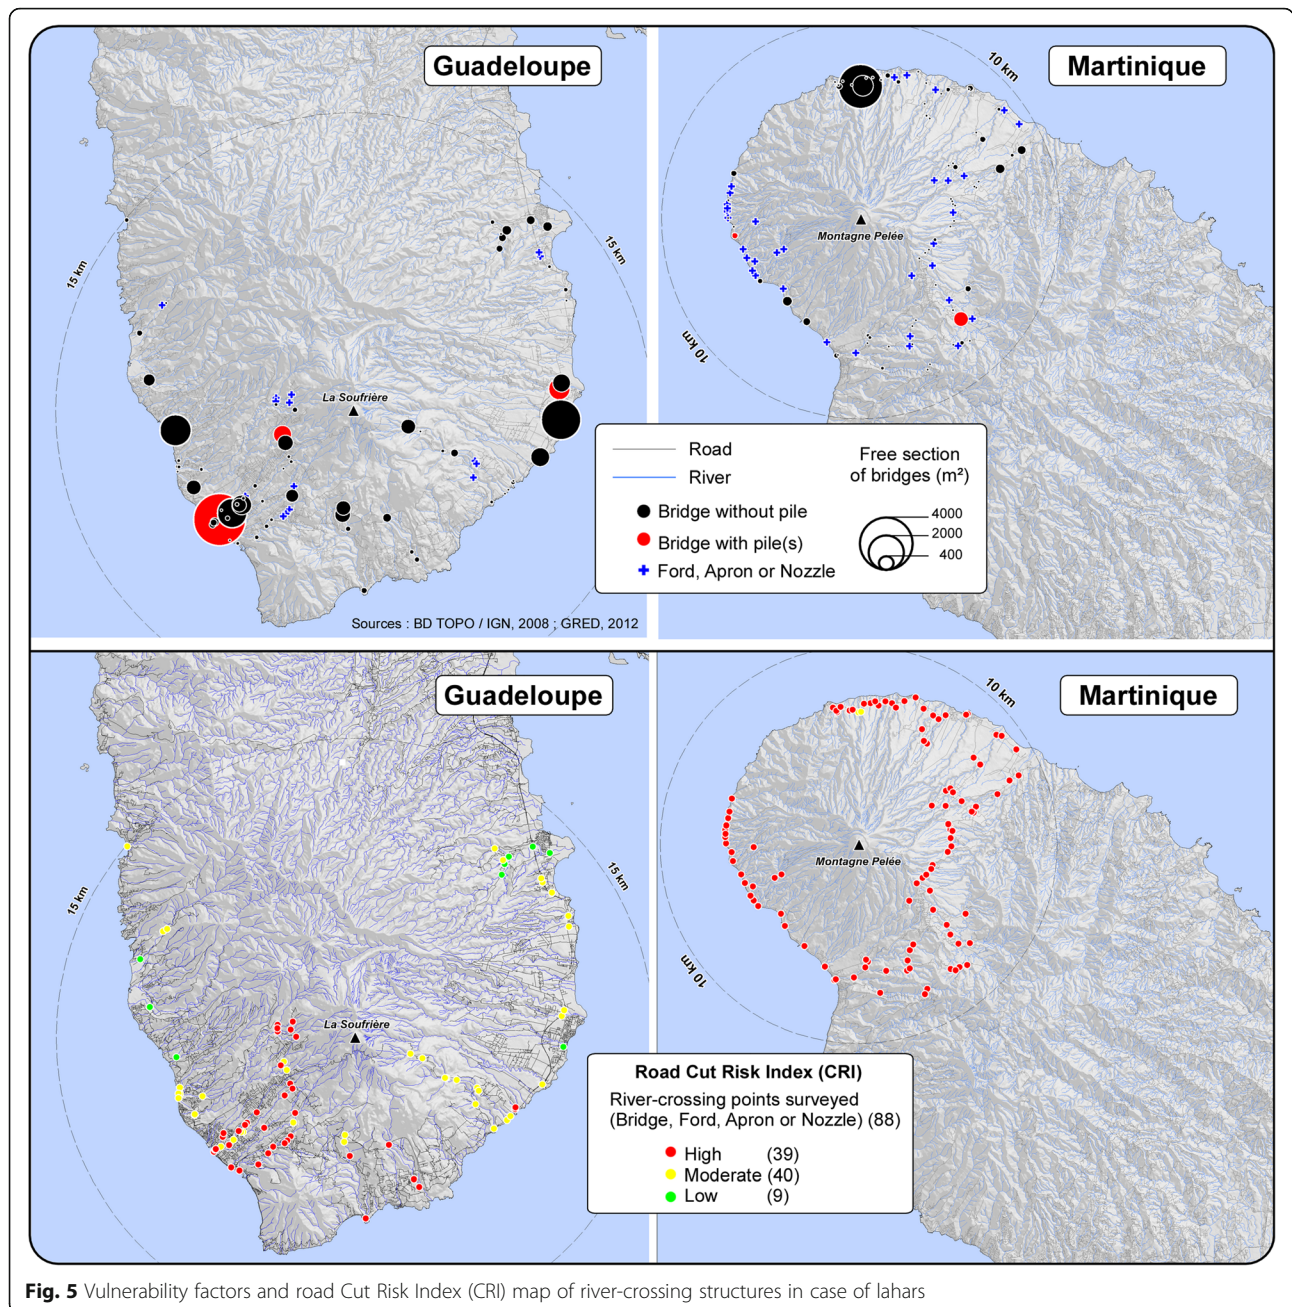 Guadeloupe
15 km
15 km
La Soufrière
Sources : BD TOPO / IGN, 2008 ; GRED, 2012
Martinique
10 km
Montagne Pelée
10 km
Road
River
Bridge without pile
Bridge with pile(s)
Ford, Apron or Nozzle
Free section
of bridges (m²)
4000
2000
400
Guadeloupe
15 km
15 km
La Soufrière
Martinique
10 km
Montagne Pelée
10 km
Road Cut Risk Index (CRI)
River-crossing points surveyed
(Bridge, Ford, Apron or Nozzle) (88)
High (39)
Moderate (40)
Low (9)
Fig. 5 Vulnerability factors and road Cut Risk Index (CRI) map of river-crossing structures in case of lahars